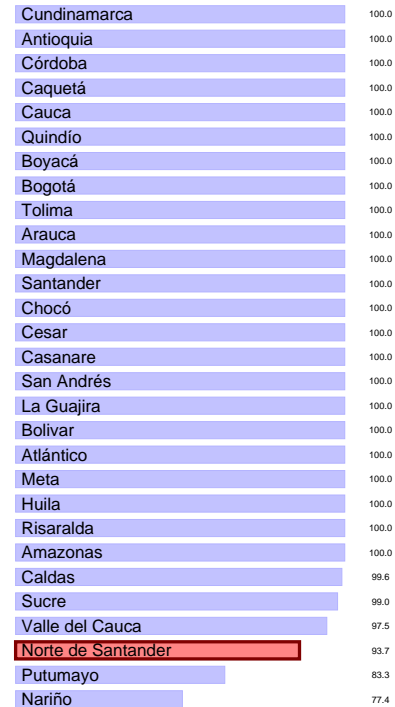 Cundinamarca 100.0
Antioquia 100.0
Córdoba 100.0
Caquetá 100.0
Cauca 100.0
Quindío 100.0
Boyacá 100.0
Bogotá 100.0
Tolima 100.0
Arauca 100.0
Magdalena 100.0
Santander 100.0
Chocó 100.0
Cesar 100.0
Casanare 100.0
San Andrés 100.0
La Guajira 100.0
Bolivar 100.0
Atlántico 100.0
Meta 100.0
Huila 100.0
Risaralda 100.0
Amazonas 100.0
Caldas 99.6
Sucre 99.0
Valle del Cauca 97.5
Norte de Santander 93.7
Putumayo 83.3
Nariño 77.4